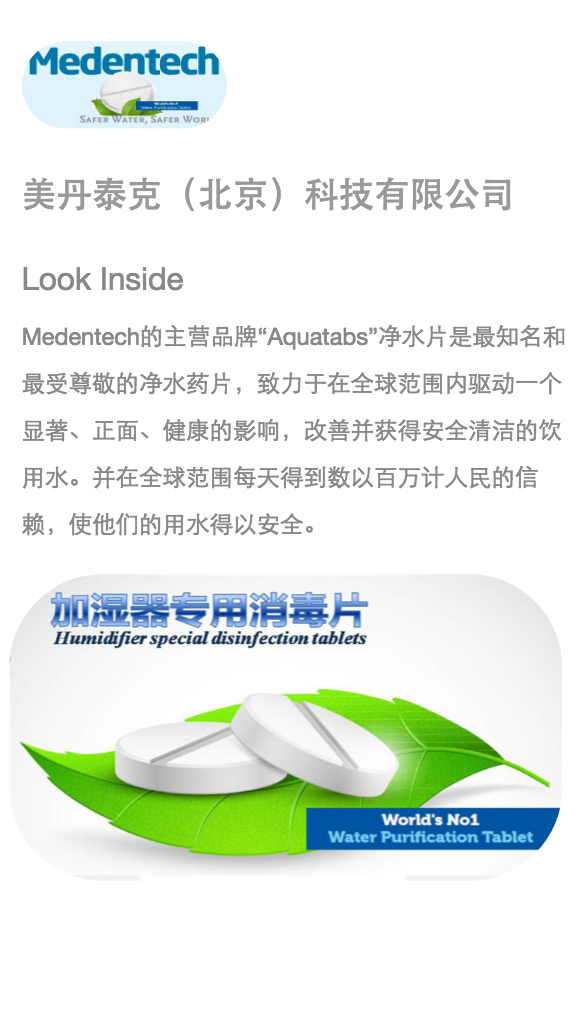 Medentech
World's No1
Water Purification Tablet
SAFER WATER, SAFER WORL
美丹泰克（北京）科技有限公司
Look Inside
Medentech的主营品牌“Aquatabs”净水片是最知名和
最受尊敬的净水药片，致力于在全球范围内驱动一个
显著、正面、健康的影响，改善并获得安全清洁的饮
用水。并在全球范围每天得到数以百万计人民的信
赖，使他们的用水得以安全。
加湿器专用消毒片
Humidifier special disinfection tablets
World's No1
Water Purification Tablet